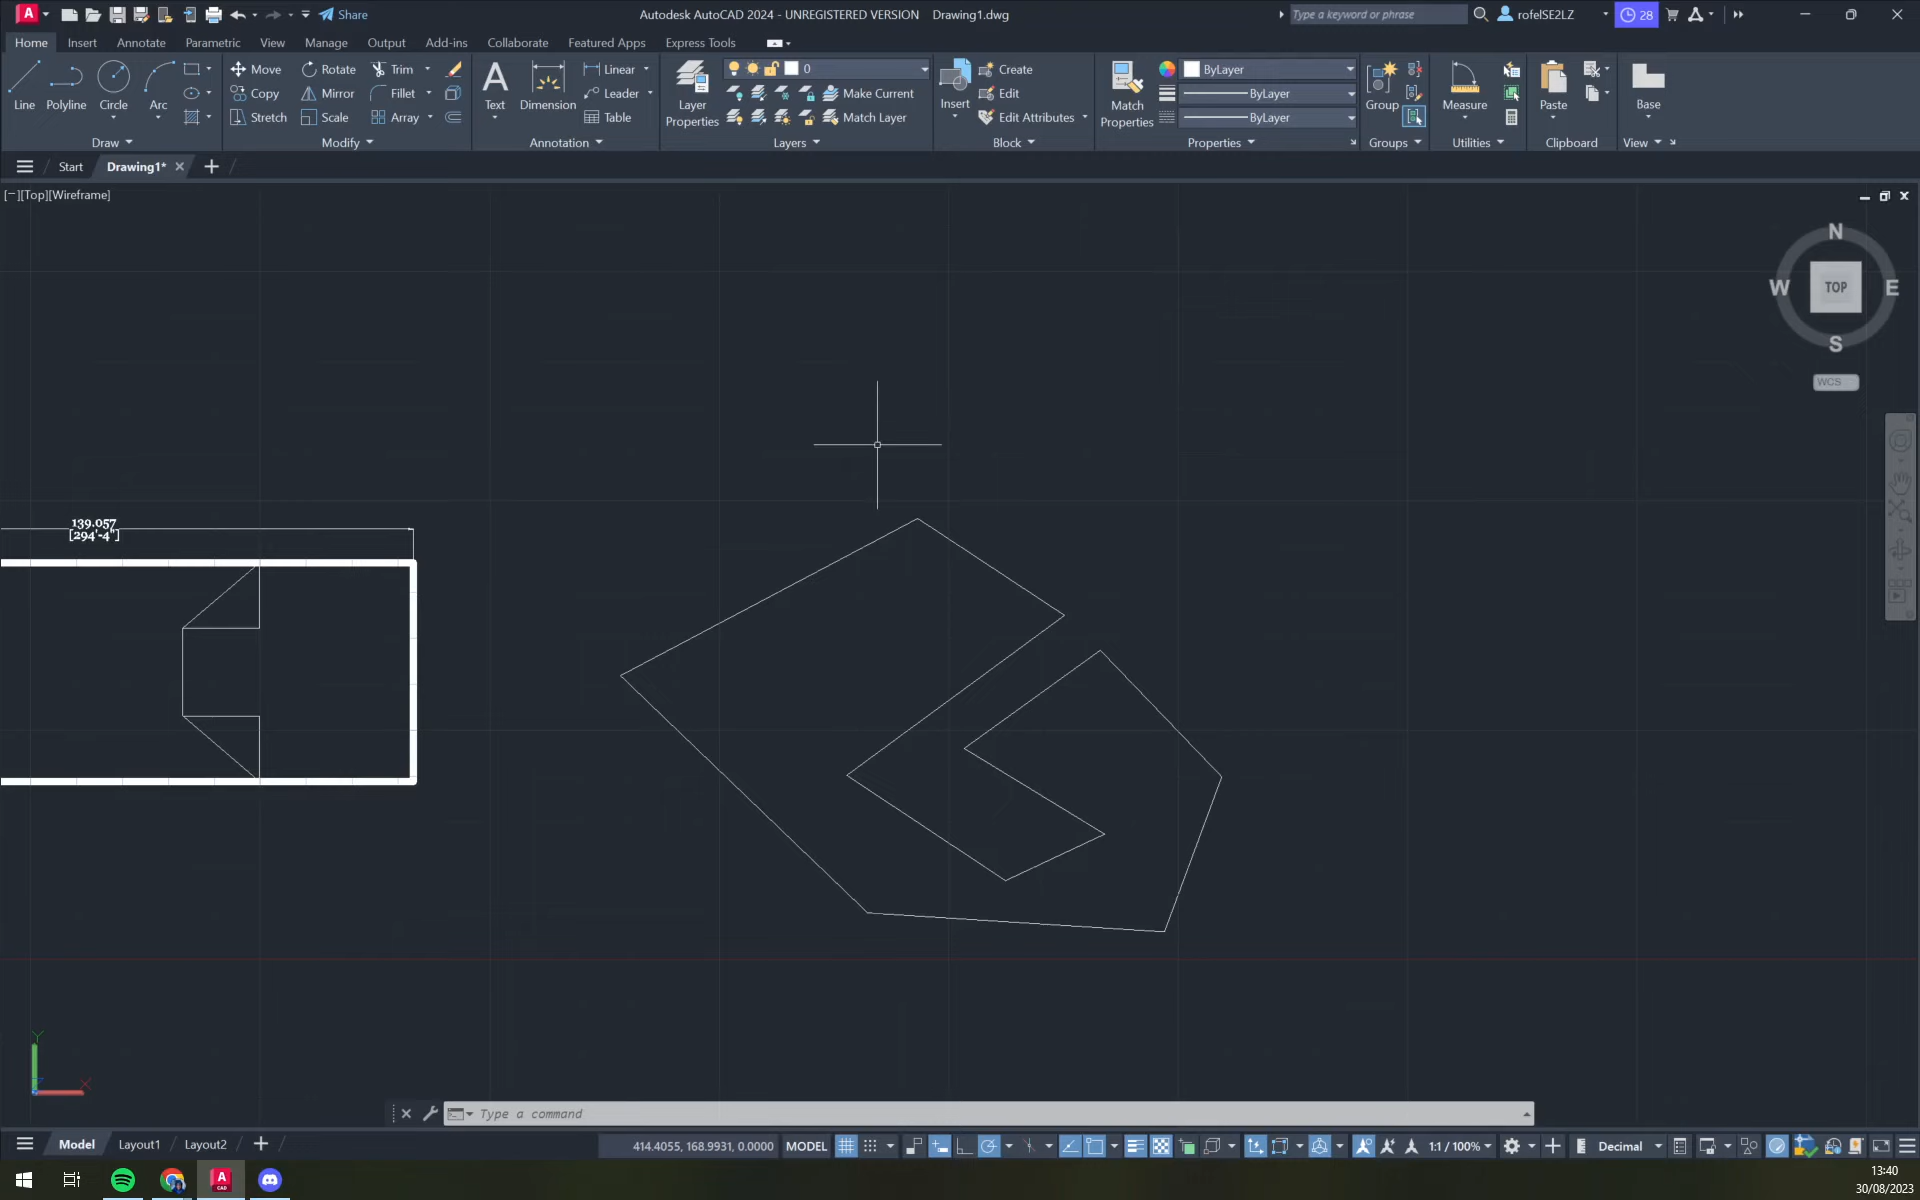 A Share Autodesk AutoCAD 2024 - UNREGISTERED VERSION Drawing1.dwg Type a keyword or phrase rofelSE2LZ 28
Home Insert Annotate Parametric View Manage Output Add-ins Collaborate Featured Apps Express Tools
Line Polyline Circle Arc
Move Rotate Trim
Copy Mirror Fillet
Stretch Scale Array
A Text Dimension
Linear
Leader
Table
Layer Properties
0
Make Current
Match Layer
Insert
Create
Edit
Edit Attributes
Match Properties
ByLayer
ByLayer
ByLayer
Group Measure Paste Base
Draw Modify Annotation Layers Block Properties Groups Utilities Clipboard View
Start Drawing1* +
[−][Top][Wireframe]
N
W TOP E
S
WCS
139.057
[294'-4"]
Y
X
Type a command
Model Layout1 Layout2 + 414.4055, 168.9931, 0.0000 MODEL 1:1 / 100% Decimal
A CAD
13:40
30/08/2023